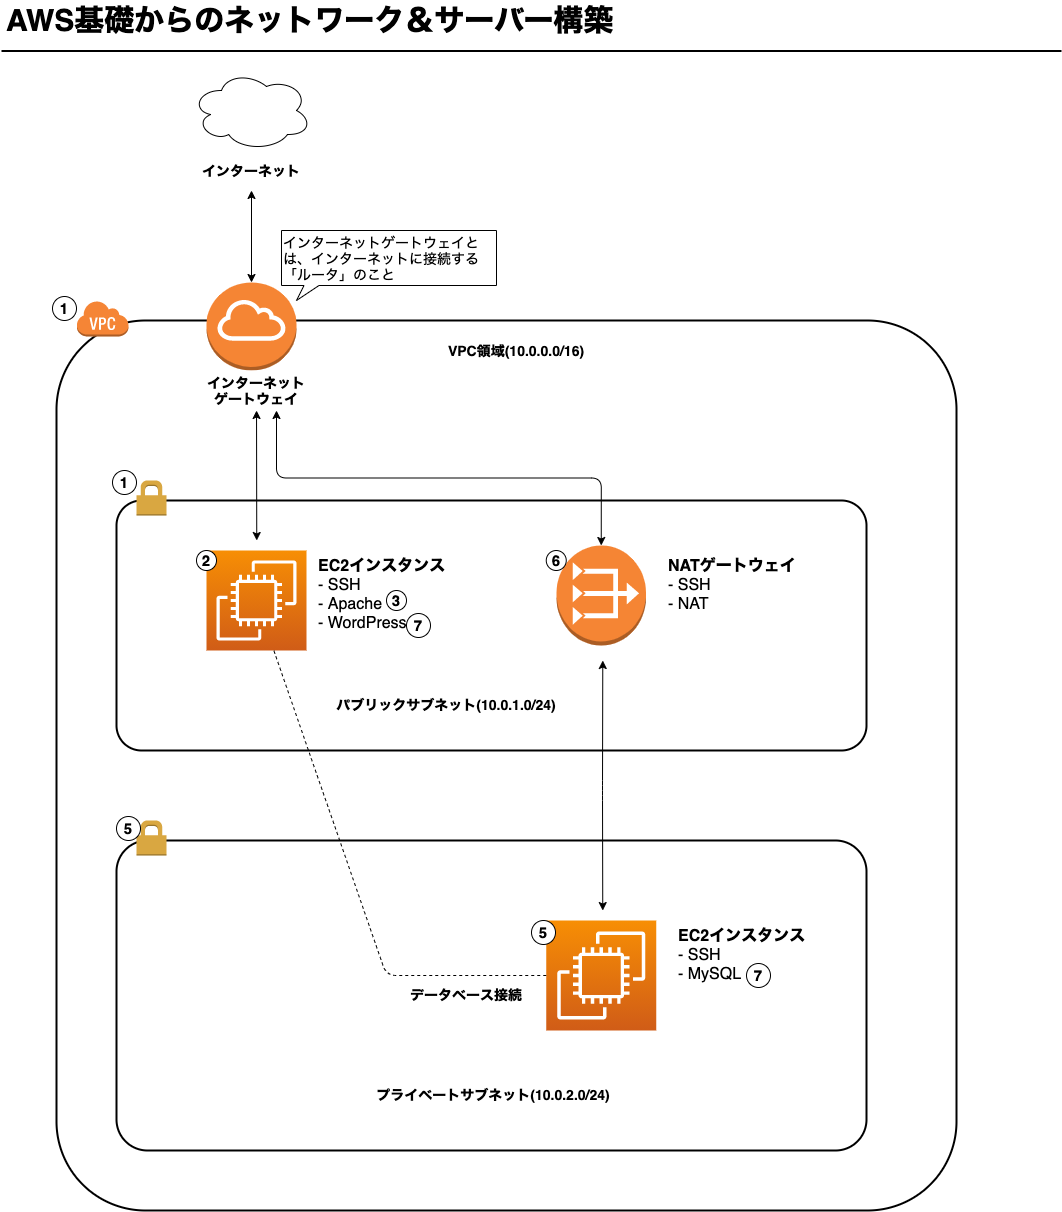 AWS基礎からのネットワーク＆サーバー構築
インターネット
インターネットゲートウェイと
は、インターネットに接続する
「ルータ」のこと
1
VPC
VPC領域(10.0.0.0/16)
インターネット
ゲートウェイ
1
2
EC2インスタンス
- SSH
- Apache 3
- WordPress 7
6
NATゲートウェイ
- SSH
- NAT
パブリックサブネット(10.0.1.0/24)
5
5
EC2インスタンス
- SSH
- MySQL 7
データベース接続
プライベートサブネット(10.0.2.0/24)